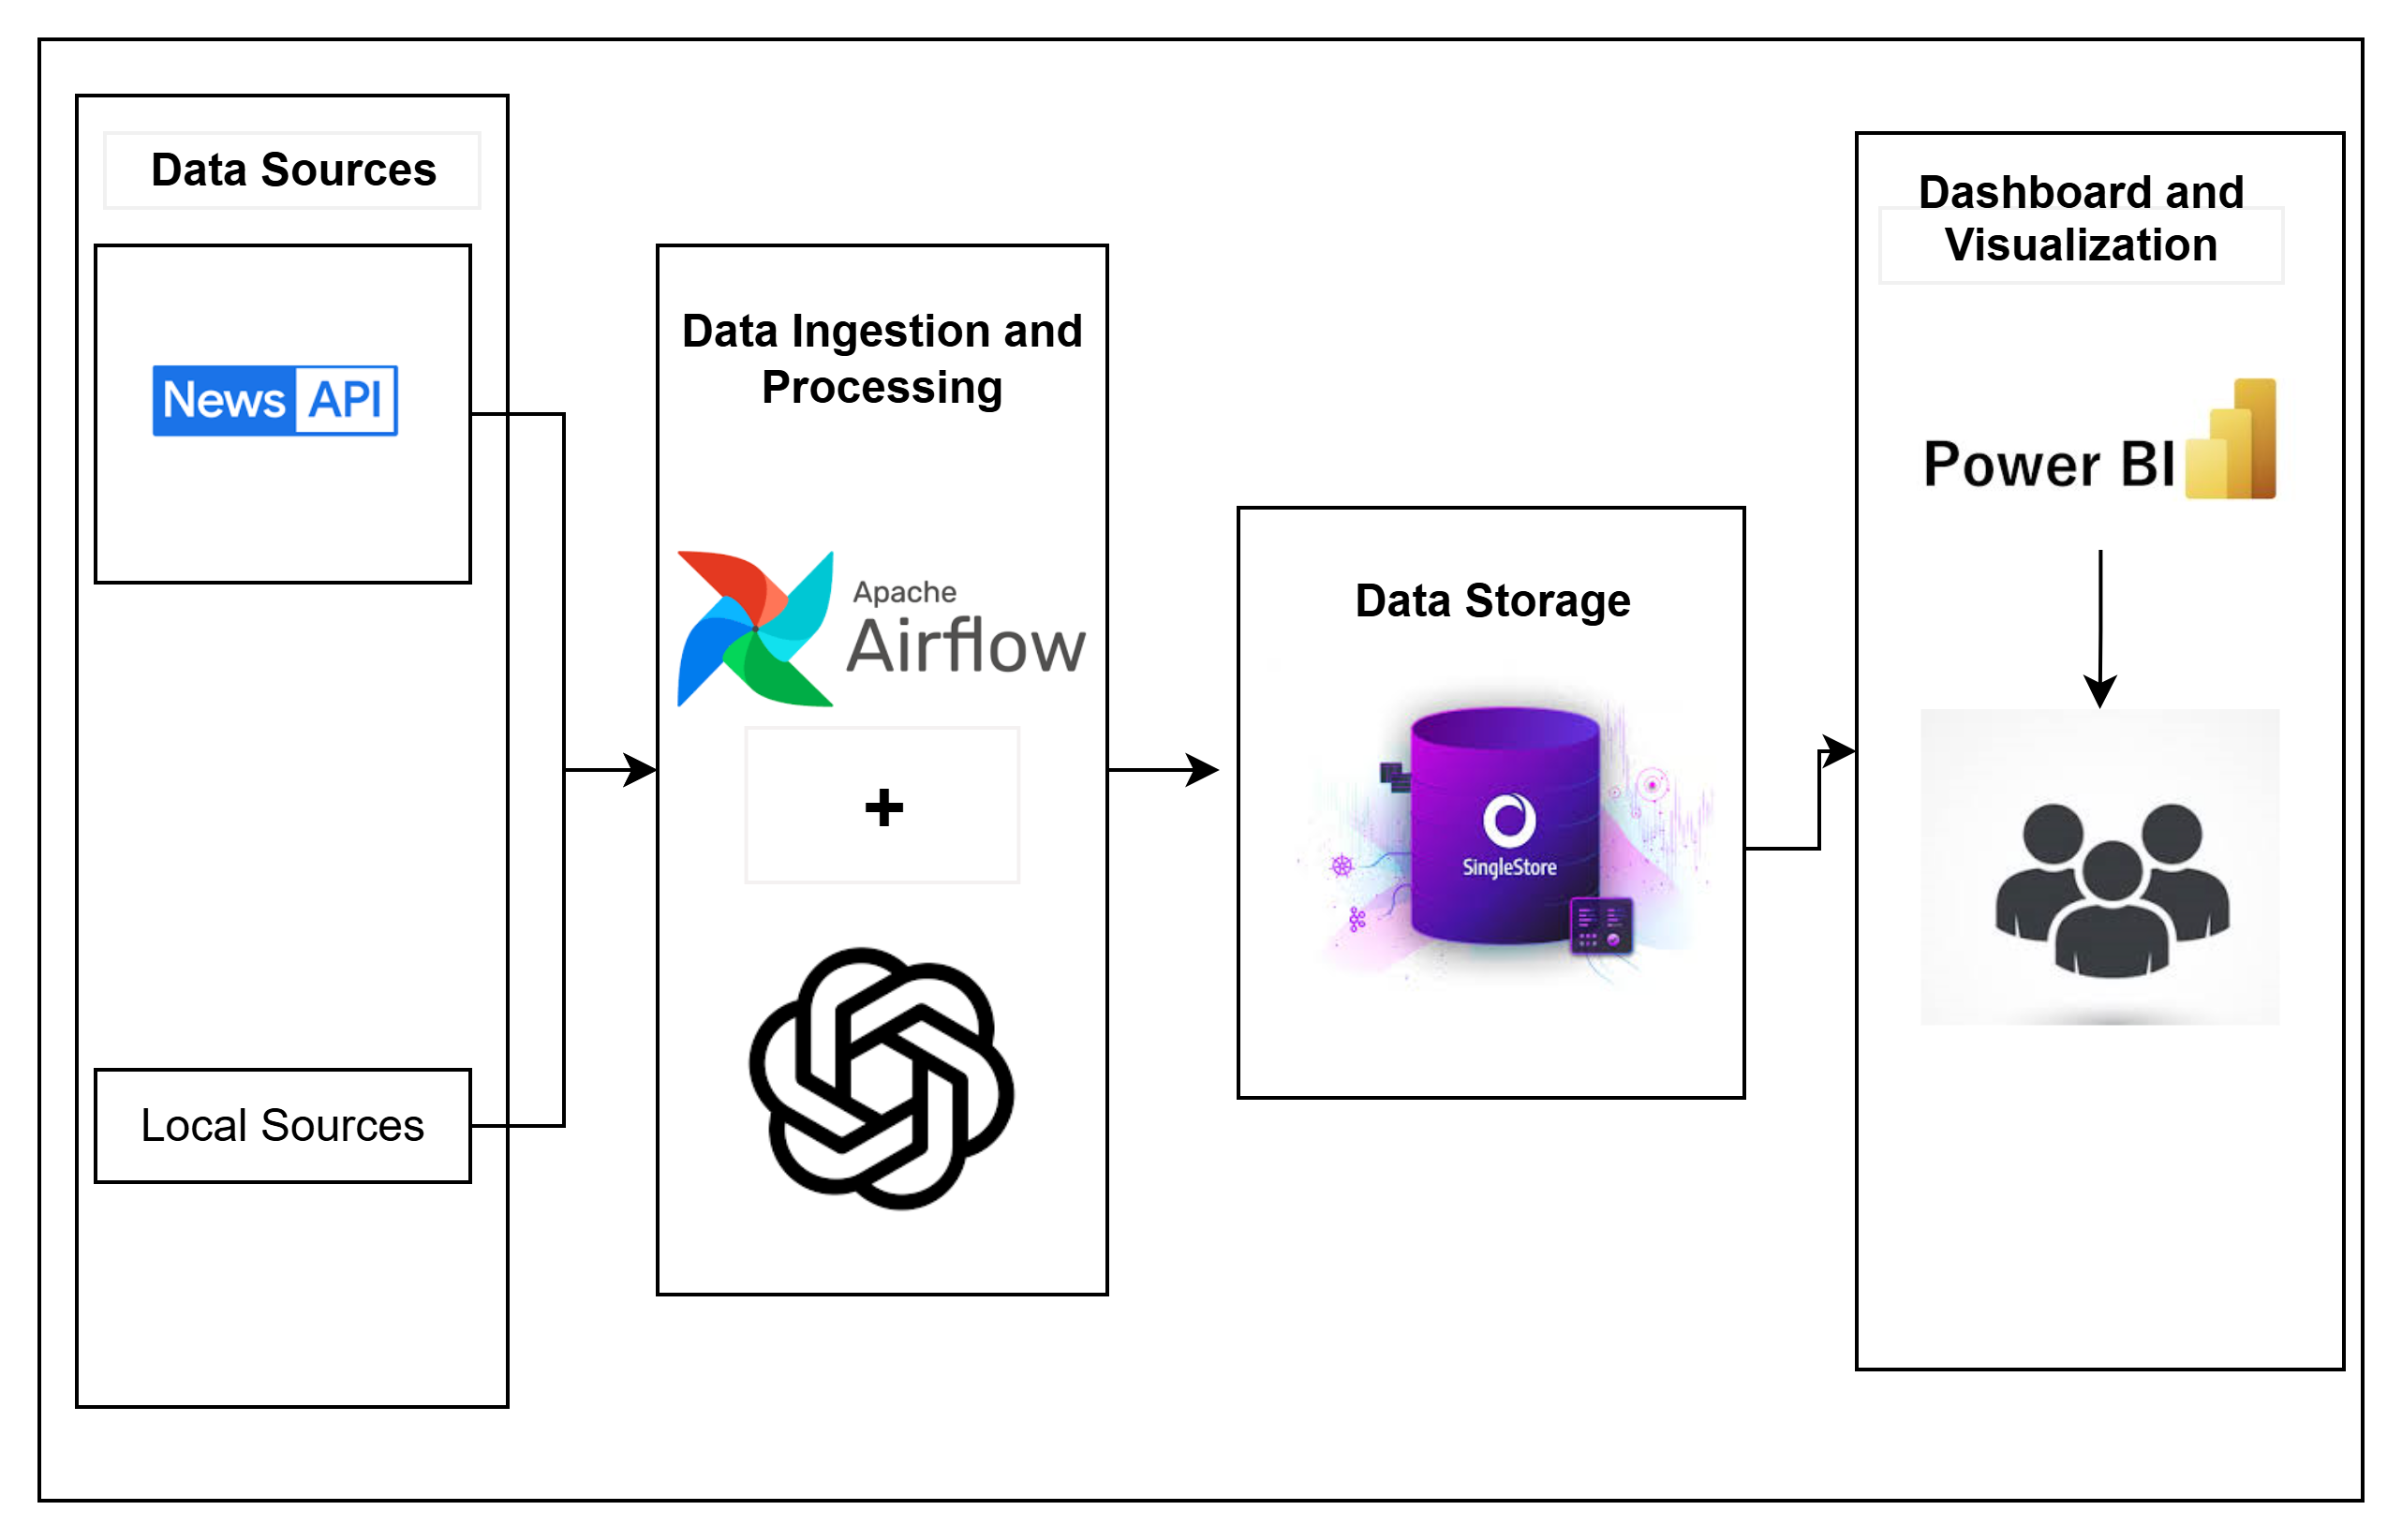 Data Sources
News API
Local Sources
Data Ingestion and
Processing
Apache
Airflow
+
Data Storage
SingleStore
Dashboard and
Visualization
Power BI